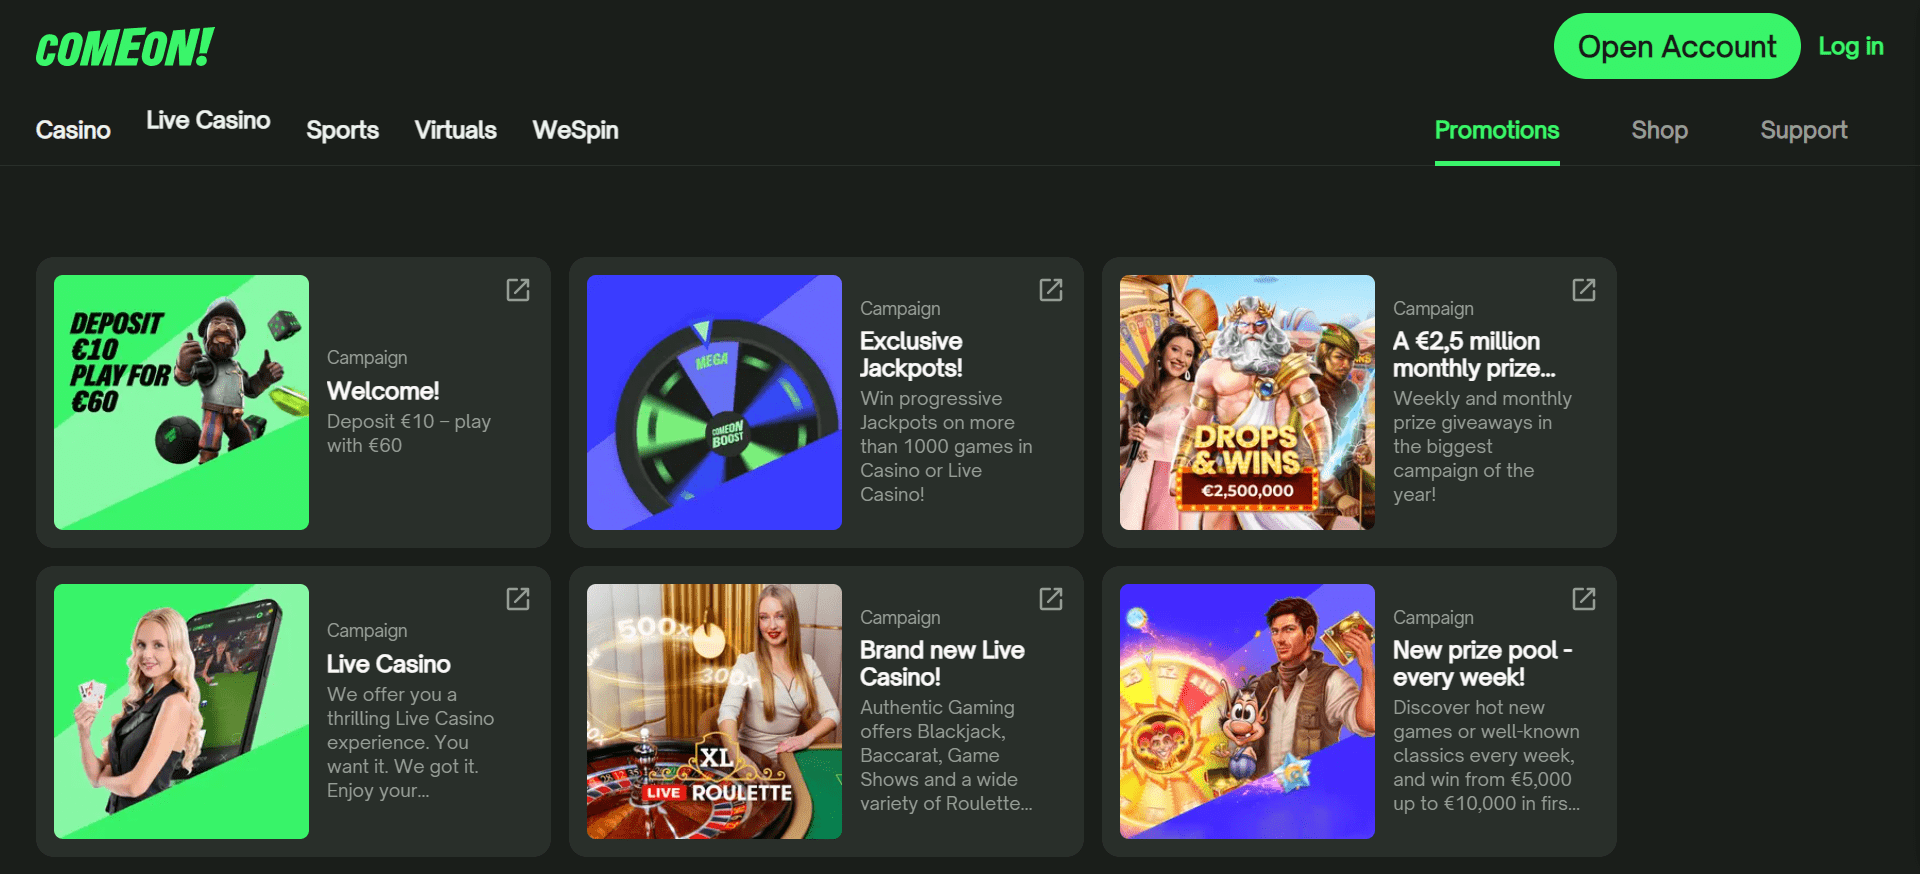 COMEON!
Open Account
Log in
Casino
Live Casino
Sports
Virtuals
WeSpin
Promotions
Shop
Support
DEPOSIT
€10
PLAY FOR
€60
Campaign
Welcome!
Deposit €10 – play
with €60
MEGA
COMEON
BOOST
Campaign
Exclusive
Jackpots!
Win progressive
Jackpots on more
than 1000 games in
Casino or Live
Casino!
DROPS
& WINS
€2,500,000
Campaign
A €2,5 million
monthly prize...
Weekly and monthly
prize giveaways in
the biggest
campaign of the
year!
COMEON!
Campaign
Live Casino
We offer you a
thrilling Live Casino
experience. You
want it. We got it.
Enjoy your...
500x
300x
XL
LIVE ROULETTE
Campaign
Brand new Live
Casino!
Authentic Gaming
offers Blackjack,
Baccarat, Game
Shows and a wide
variety of Roulette...
Campaign
New prize pool -
every week!
Discover hot new
games or well-known
classics every week,
and win from €5,000
up to €10,000 in firs...